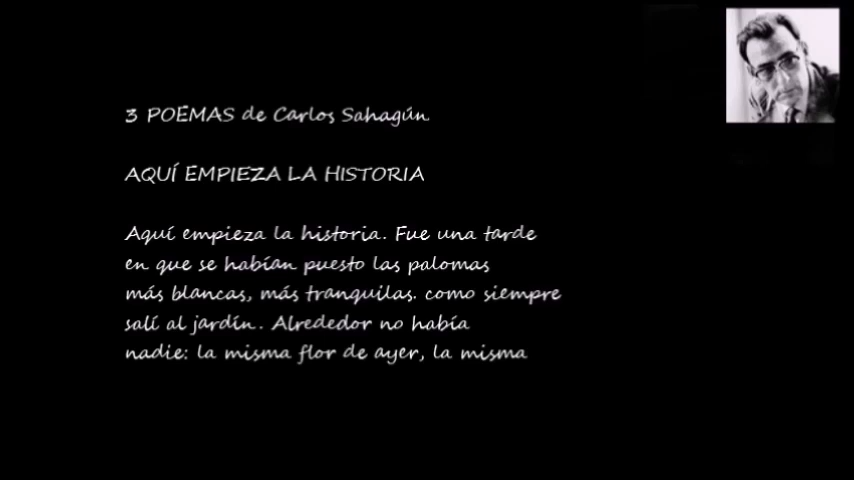 3 POEMAS de Carlos Sahagún
AQUÍ EMPIEZA LA HISTORIA
Aquí empieza la historia. Fue una tarde
en que se habían puesto las palomas
más blancas, más tranquilas. como siempre
salí al jardín. Alrededor no había
nadie: la misma flor de ayer, la misma